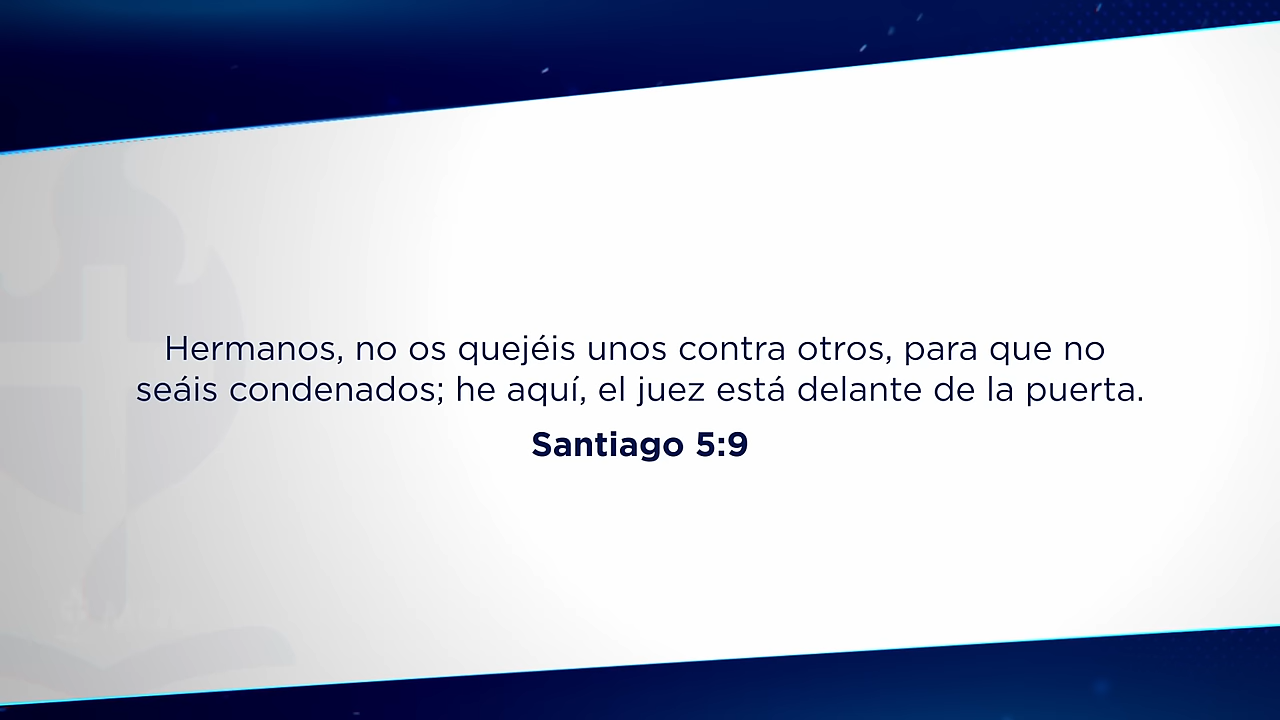 Hermanos, no os quejéis unos contra otros, para que no
seáis condenados; he aquí, el juez está delante de la puerta.
Santiago 5:9